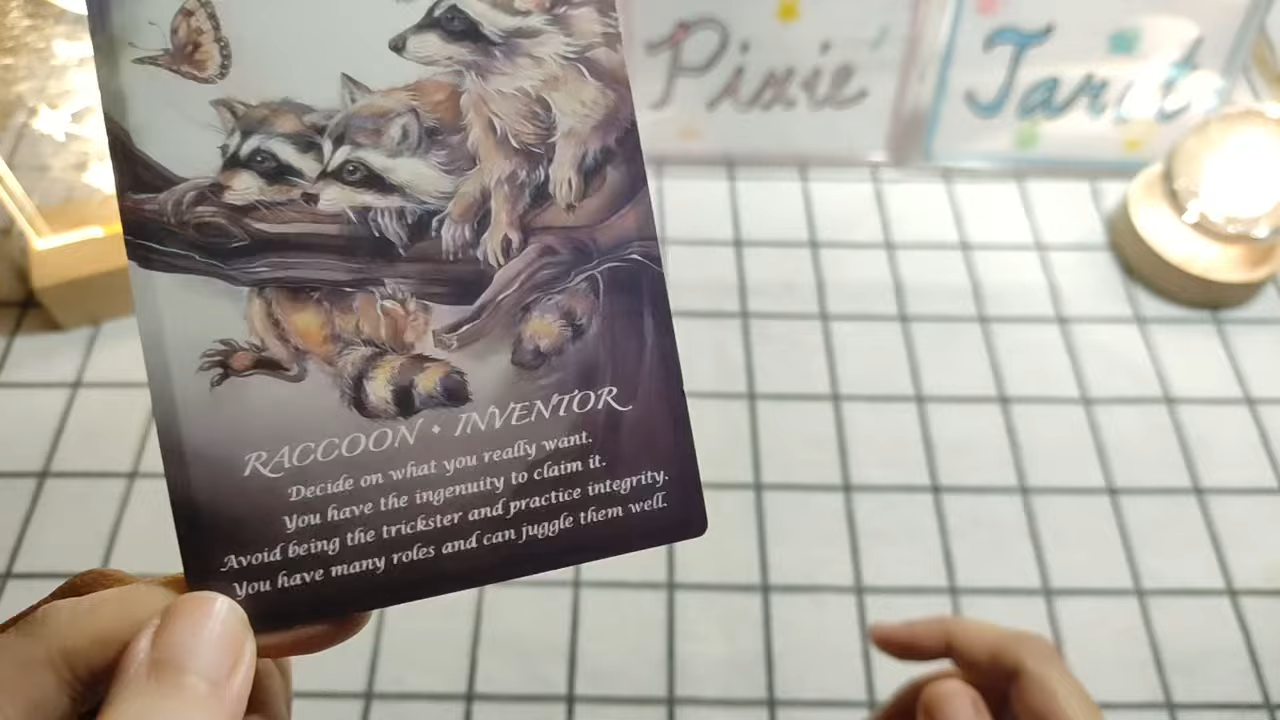 Pixie
Tarot
RACCOON • INVENTOR
Decide on what you really want.
You have the ingenuity to claim it.
Avoid being the trickster and practice integrity.
You have many roles and can juggle them well.